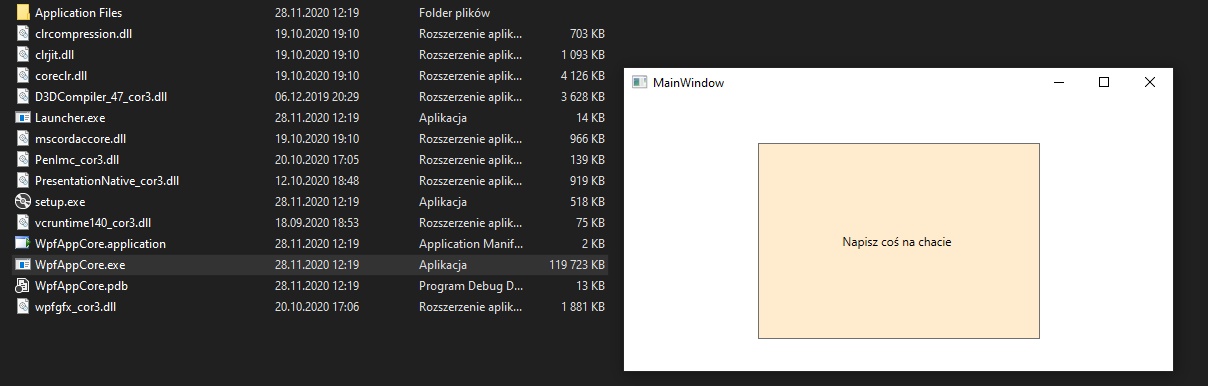 Application Files 28.11.2020 12:19 Folder plików
clrcompression.dll 19.10.2020 19:10 Rozszerzenie aplik... 703 KB
clrjit.dll 19.10.2020 19:10 Rozszerzenie aplik... 1 093 KB
coreclr.dll 19.10.2020 19:10 Rozszerzenie aplik... 4 126 KB
D3DCompiler_47_cor3.dll 06.12.2019 20:29 Rozszerzenie aplik... 3 628 KB
Launcher.exe 28.11.2020 12:19 Aplikacja 14 KB
mscordaccore.dll 19.10.2020 19:10 Rozszerzenie aplik... 966 KB
PenImc_cor3.dll 20.10.2020 17:05 Rozszerzenie aplik... 139 KB
PresentationNative_cor3.dll 12.10.2020 18:48 Rozszerzenie aplik... 919 KB
setup.exe 28.11.2020 12:19 Aplikacja 518 KB
vcruntime140_cor3.dll 18.09.2020 18:53 Rozszerzenie aplik... 75 KB
WpfAppCore.application 28.11.2020 12:19 Application Manif... 2 KB
WpfAppCore.exe 28.11.2020 12:19 Aplikacja 119 723 KB
WpfAppCore.pdb 28.11.2020 12:19 Program Debug D... 13 KB
wpfgfx_cor3.dll 20.10.2020 17:06 Rozszerzenie aplik... 1 881 KB
MainWindow
Napisz coś na chacie